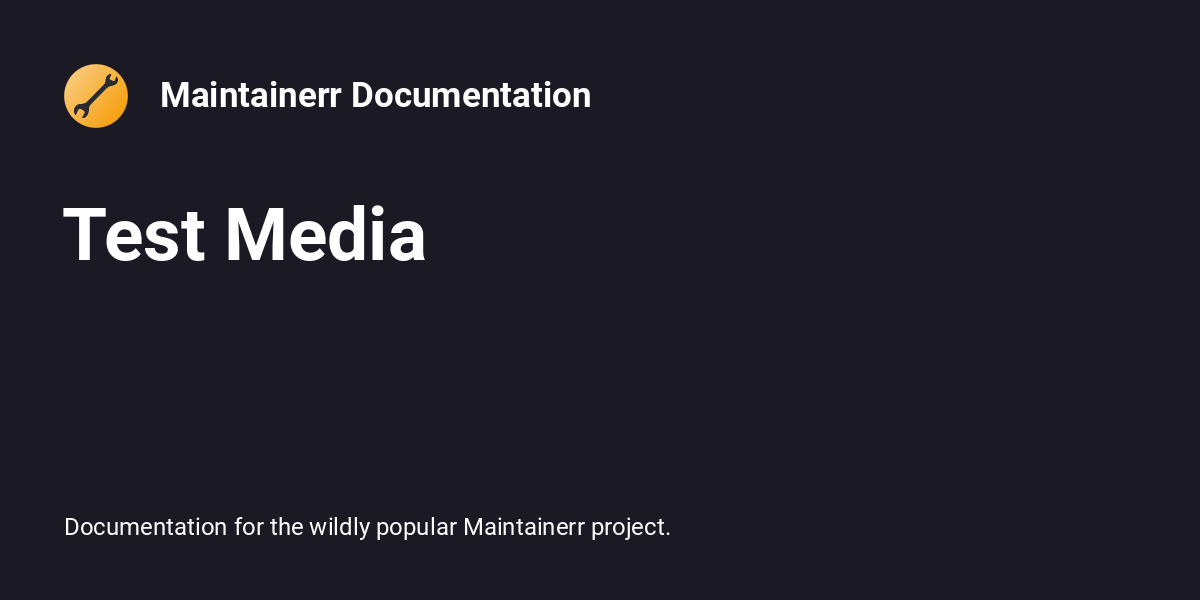 Maintainerr Documentation
Test Media
Documentation for the wildly popular Maintainerr project.